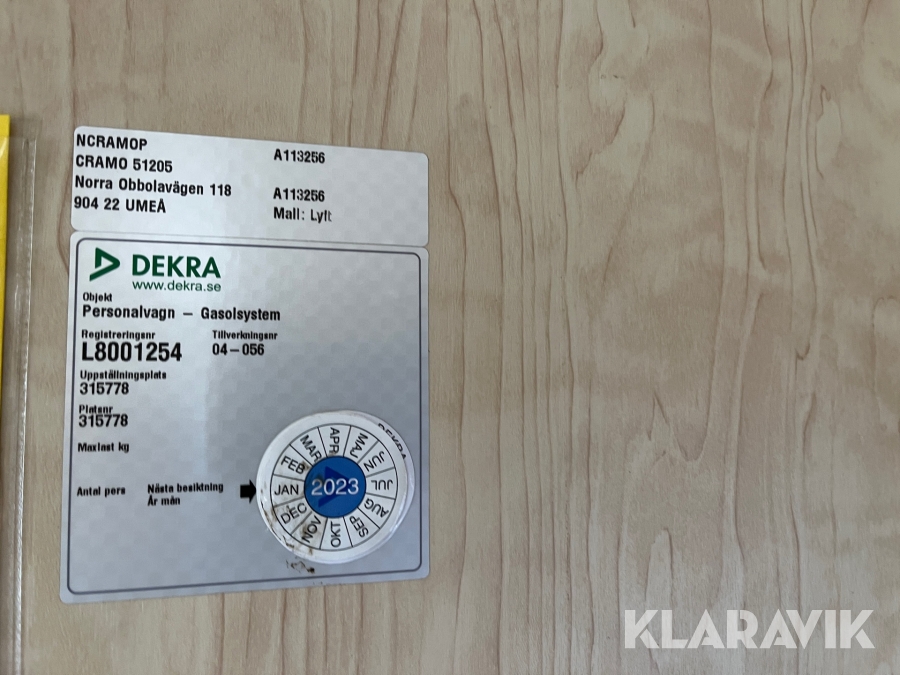 NCRAMOP
CRAMO 51205
Norra Obbolavägen 118
904 22 UMEÅ
A113256
A113256
Mall: Lyft
DEKRA
www.dekra.se
Objekt
Personalvagn – Gasolsystem
Registreringsnr
L8001254
Tillverkningsnr
04–056
Uppställningsplats
315778
Platsnr
315778
Maxlast kg
Antal pers
Nästa besiktning
År mån
DEKRA
JAN
FEB
MAR
APR
MAJ
JUN
JUL
AUG
SEP
OKT
NOV
DEC
2023
KLARAVIK